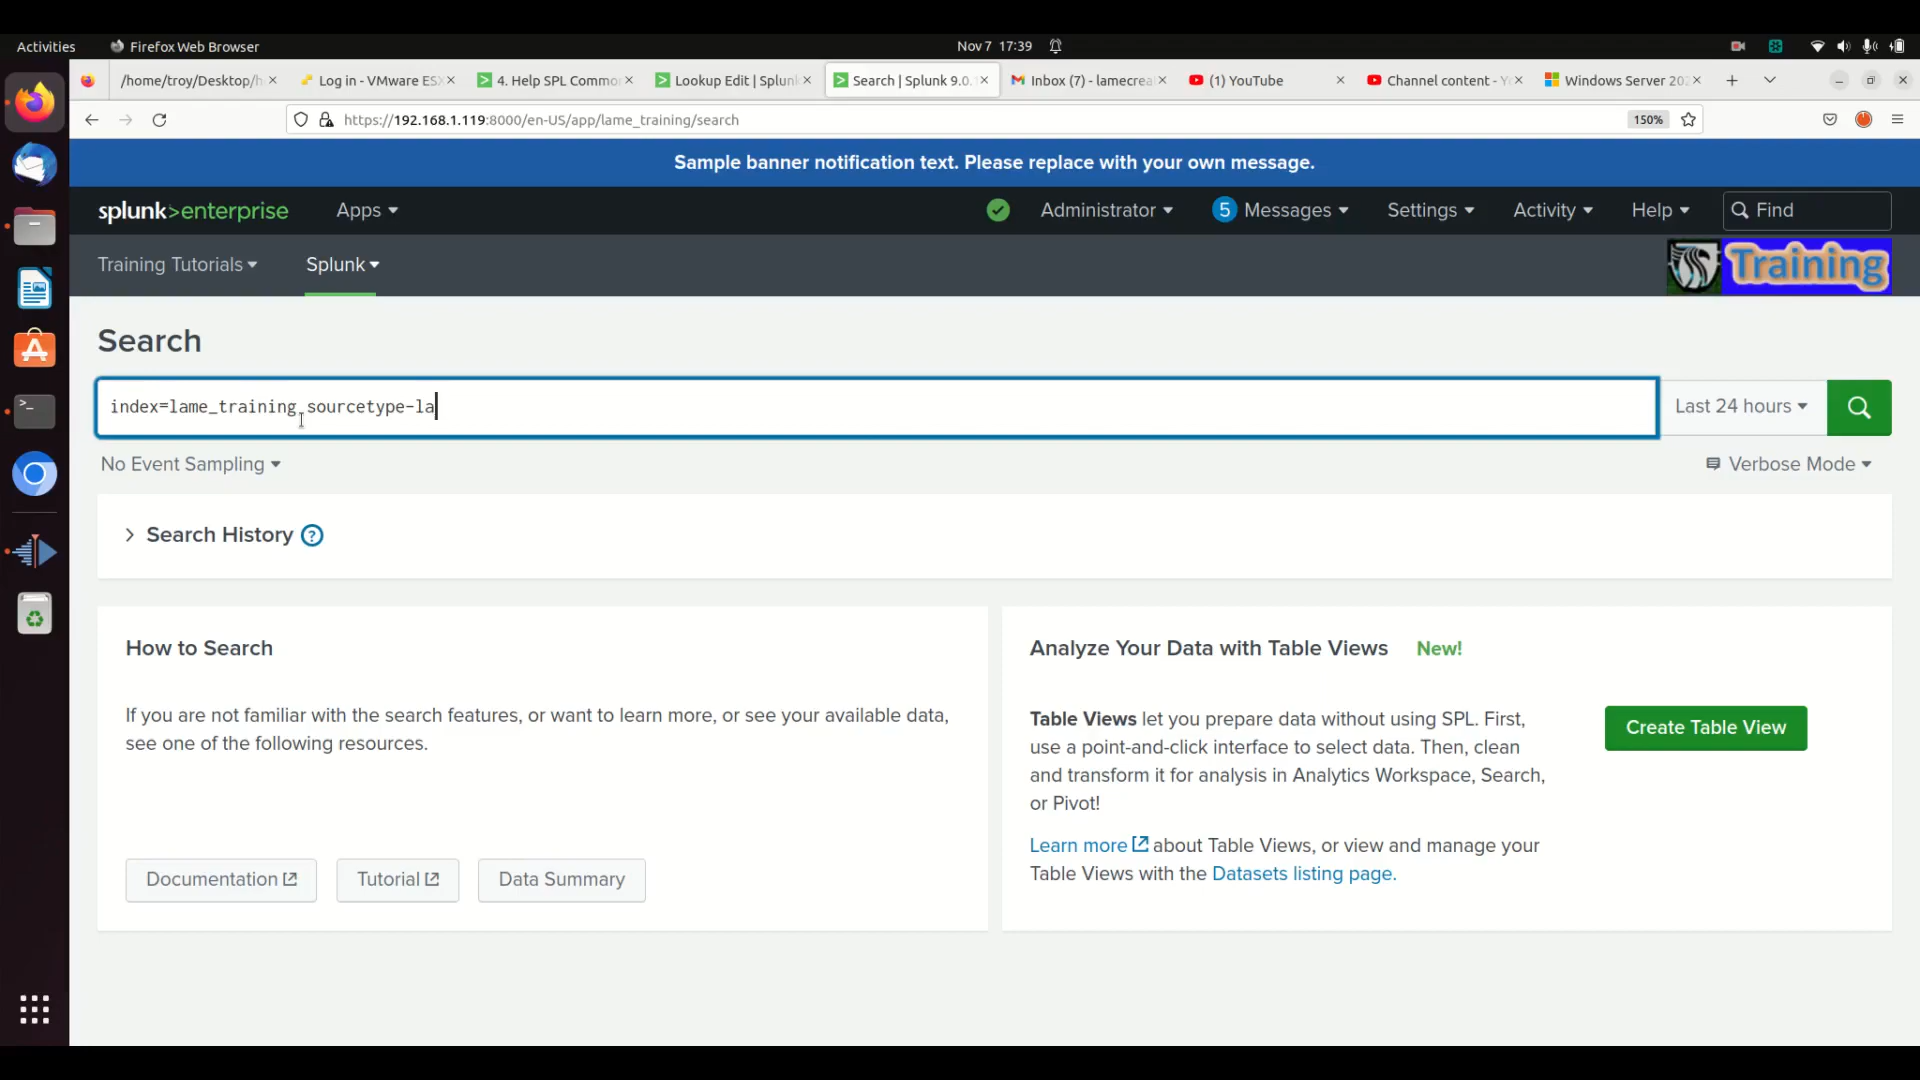 Activities Firefox Web Browser Nov 7 17:39
/home/troy/Desktop/h Log in - VMware ESX 4. Help SPL Commo Lookup Edit | Splun Search | Splunk 9.0. Inbox (7) - lamecrea (1) YouTube Channel content - Y Windows Server 202
https://192.168.1.119:8000/en-US/app/lame_training/search 150%
Sample banner notification text. Please replace with your own message.
splunk>enterprise Apps Administrator 5 Messages Settings Activity Help Find
Training Tutorials Splunk Training
Search
index=lame_training sourcetype-la Last 24 hours
No Event Sampling Verbose Mode
Search History ?
How to Search
If you are not familiar with the search features, or want to learn more, or see your available data,
see one of the following resources.
Documentation Tutorial Data Summary
Analyze Your Data with Table Views New!
Table Views let you prepare data without using SPL. First,
use a point-and-click interface to select data. Then, clean
and transform it for analysis in Analytics Workspace, Search,
or Pivot!
Create Table View
Learn more about Table Views, or view and manage your
Table Views with the Datasets listing page.